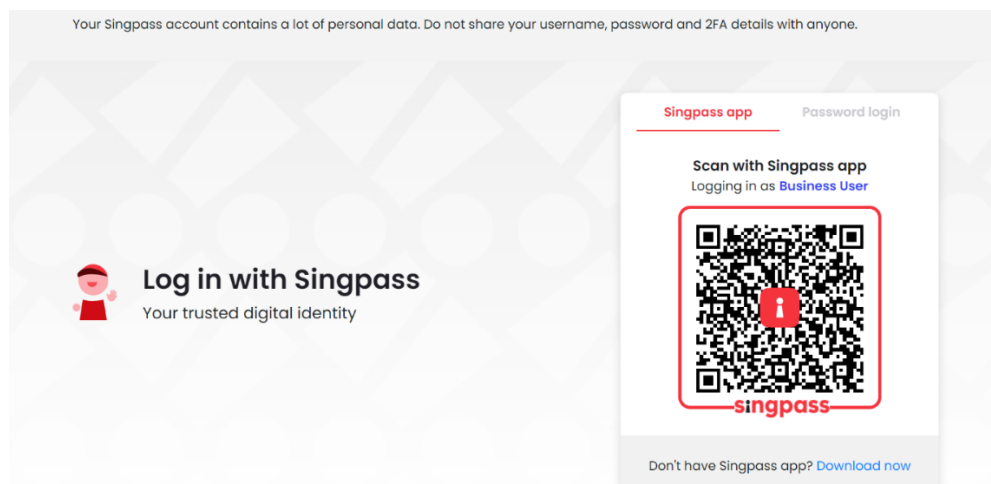 Your Singpass account contains a lot of personal data. Do not share your username, password and 2FA details with anyone.
Singpass app
Password login
Scan with Singpass app
Logging in as Business User
Log in with Singpass
Your trusted digital identity
singpass
Don't have Singpass app? Download now